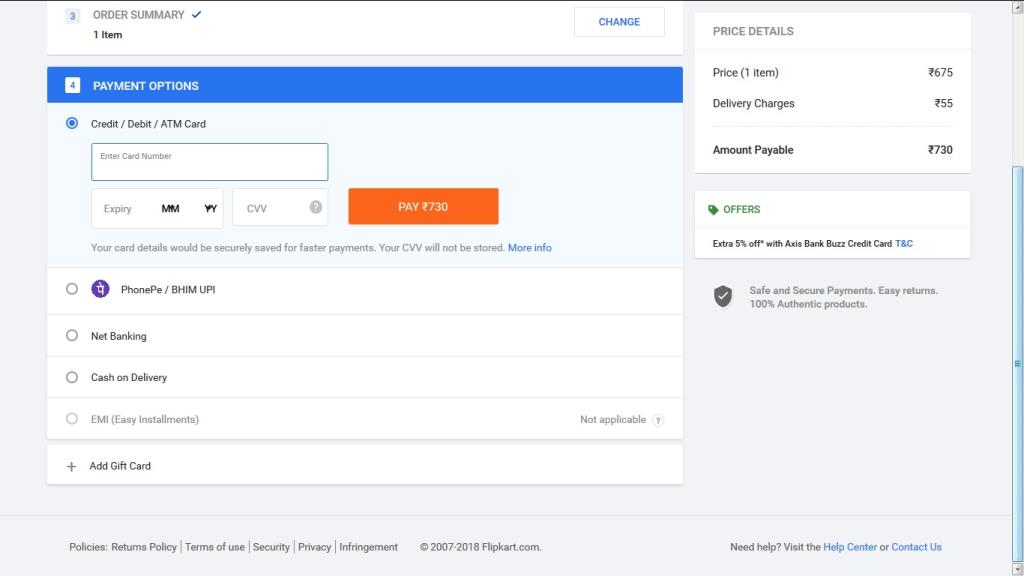 3 ORDER SUMMARY
1 Item
CHANGE
4 PAYMENT OPTIONS
Credit / Debit / ATM Card
Enter Card Number
Expiry MM YY CVV ? PAY ₹730
Your card details would be securely saved for faster payments. Your CVV will not be stored. More info
पे PhonePe / BHIM UPI
Net Banking
Cash on Delivery
EMI (Easy Installments) Not applicable ?
+ Add Gift Card
PRICE DETAILS
Price (1 item) ₹675
Delivery Charges ₹55
Amount Payable ₹730
OFFERS
Extra 5% off* with Axis Bank Buzz Credit Card T&C
Safe and Secure Payments. Easy returns.
100% Authentic products.
Policies: Returns Policy | Terms of use | Security | Privacy | Infringement © 2007-2018 Flipkart.com. Need help? Visit the Help Center or Contact Us